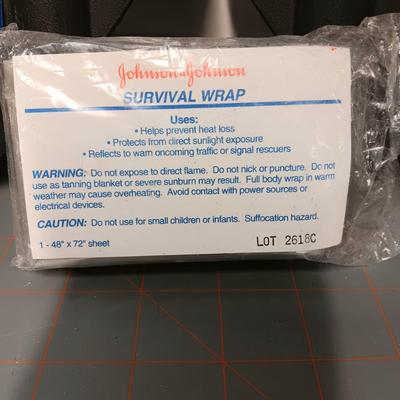 Johnson & Johnson
SURVIVAL WRAP
Uses:
• Helps prevent heat loss
• Protects from direct sunlight exposure
• Reflects to warn oncoming traffic or signal rescuers
WARNING: Do not expose to direct flame. Do not nick or puncture. Do not
use as tanning blanket or severe sunburn may result. Full body wrap in warm
weather may cause overheating. Avoid contact with power sources or
electrical devices.
CAUTION: Do not use for small children or infants. Suffocation hazard.
1 - 48" x 72" sheet
LOT 2618C